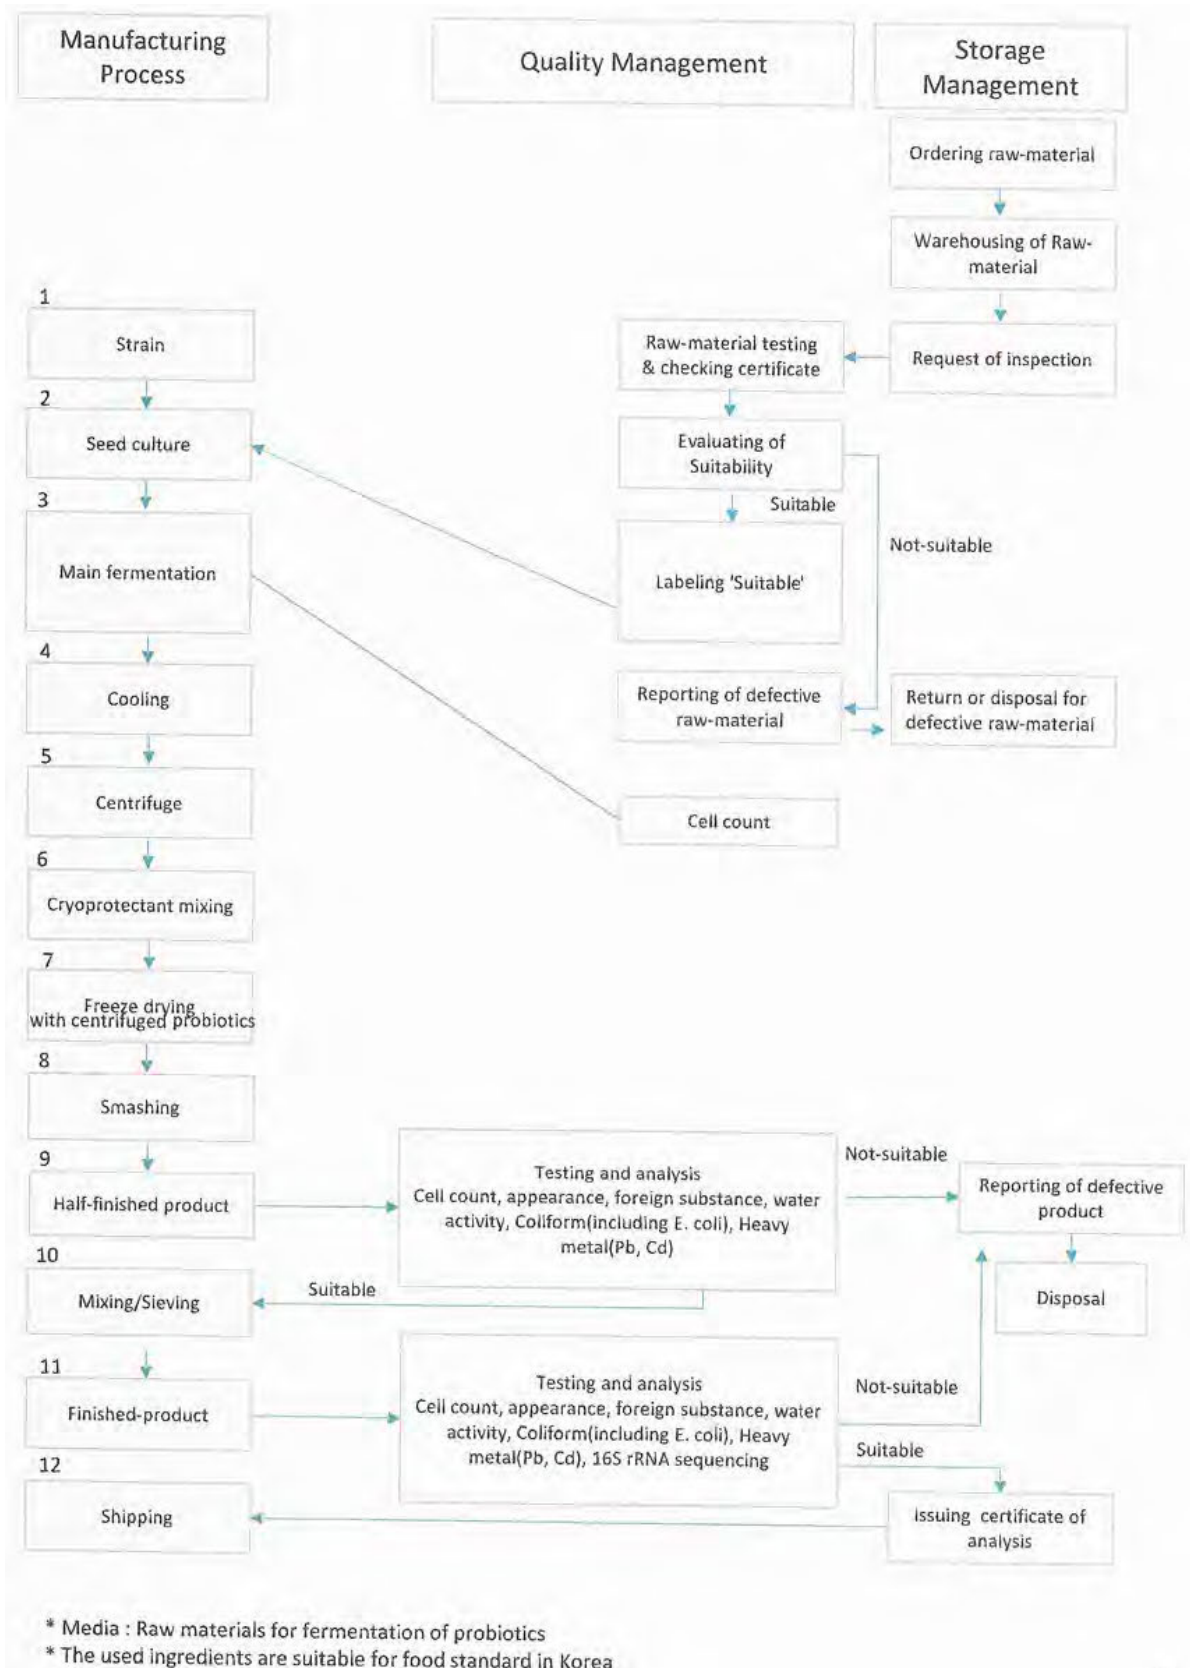 Manufacturing
Process
Quality Management
Storage
Management
Ordering raw-material
Warehousing of Raw-
material
1
Strain
Raw-material testing
& checking certificate
Request of inspection
2
Seed culture
Evaluating of
Suitability
Suitable
Not-suitable
3
Main fermentation
Labeling 'Suitable'
4
Cooling
Reporting of defective
raw-material
Return or disposal for
defective raw-material
5
Centrifuge
Cell count
6
Cryoprotectant mixing
7
Freeze drying
with centrifuged probiotics
8
Smashing
9
Half-finished product
Testing and analysis
Cell count, appearance, foreign substance, water
activity, Coliform(including E. coli), Heavy
metal(Pb, Cd)
Not-suitable
Reporting of defective
product
Disposal
10
Mixing/Sieving
Suitable
11
Finished-product
Testing and analysis
Cell count, appearance, foreign substance, water
activity, Coliform(including E. coli), Heavy
metal(Pb, Cd), 16S rRNA sequencing
Not-suitable
Suitable
12
Shipping
Issuing certificate of
analysis
* Media : Raw materials for fermentation of probiotics
* The used ingredients are suitable for food standard in Korea